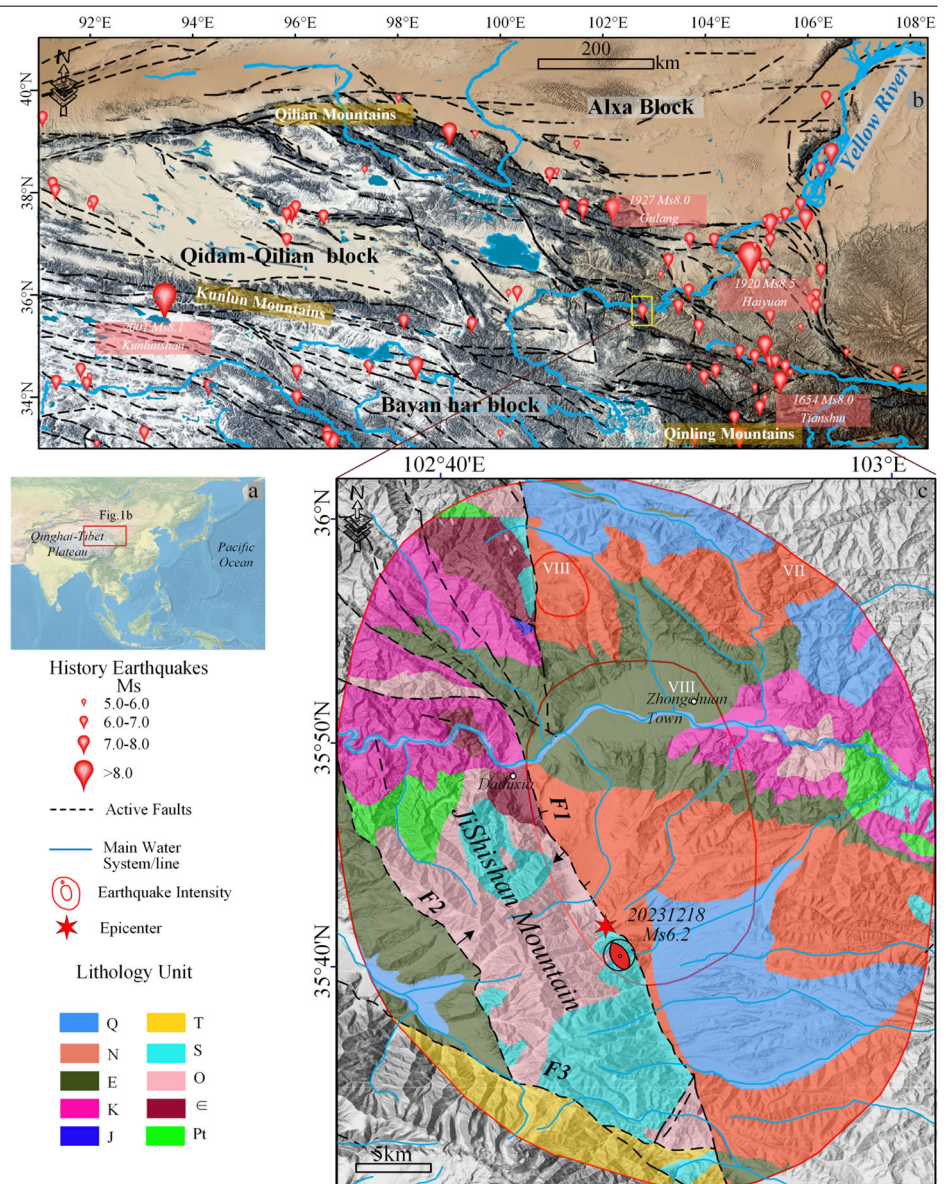 92°E 94°E 96°E 98°E 100°E 102°E 104°E 106°E 108°E
40°N
38°N
36°N
34°N
N
200
km
b
Alxa Block
Qilian Mountains
Yellow River
1927 Ms8.0
Gulang
Qidam-Qilian block
Kunlun Mountains
1920 Ms8.5
Haiyuan
2001 Ms8.1
Kunlunshan
Bayan har block
1654 Ms8.0
Tianshui
Qinling Mountains
a
Fig.1b
Qinghai-Tibet
Plateau
Pacific
Ocean
History Earthquakes
Ms
5.0-6.0
6.0-7.0
7.0-8.0
>8.0
Active Faults
Main Water
System/line
Earthquake Intensity
Epicenter
Lithology Unit
Q T
N S
E O
K ∈
J Pt
102°40'E 103°E
36°N
35°50'N
35°40'N
N
c
VIII
VII
VIII
Zhongchuan
Town
Dahejia
F1
JiShishan Mountain
F2
20231218
Ms6.2
F3
5km